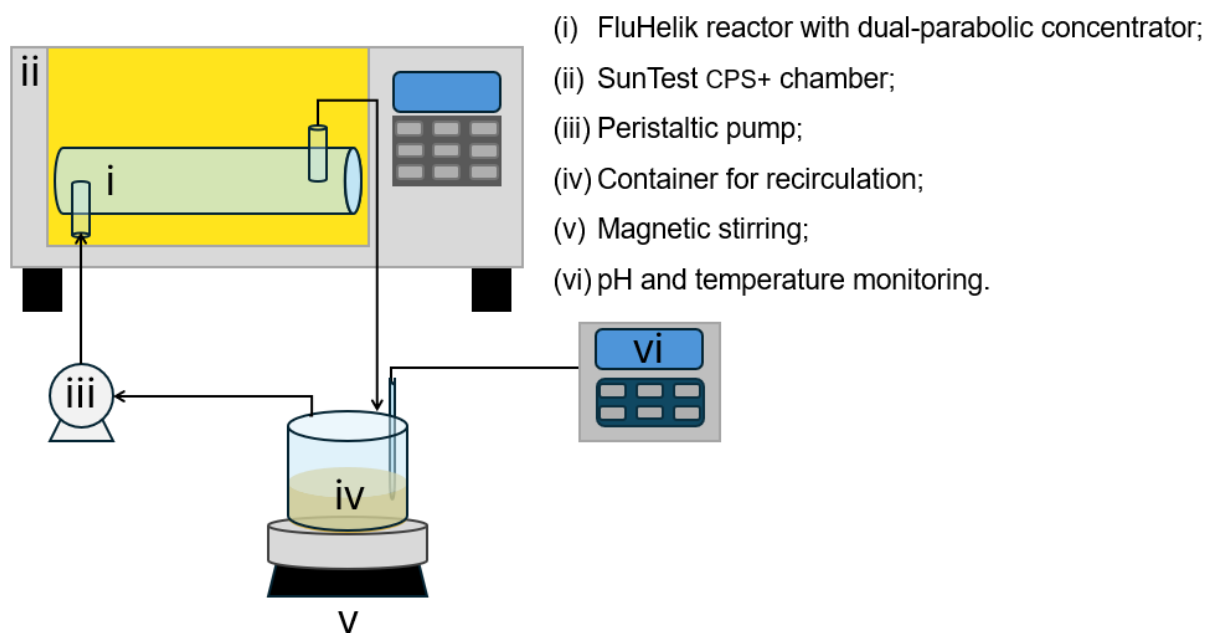 ii
i
(i) FluHelik reactor with dual-parabolic concentrator;
(ii) SunTest CPS+ chamber;
(iii) Peristaltic pump;
(iv) Container for recirculation;
(v) Magnetic stirring;
(vi) pH and temperature monitoring.
vi
iii
iv
v